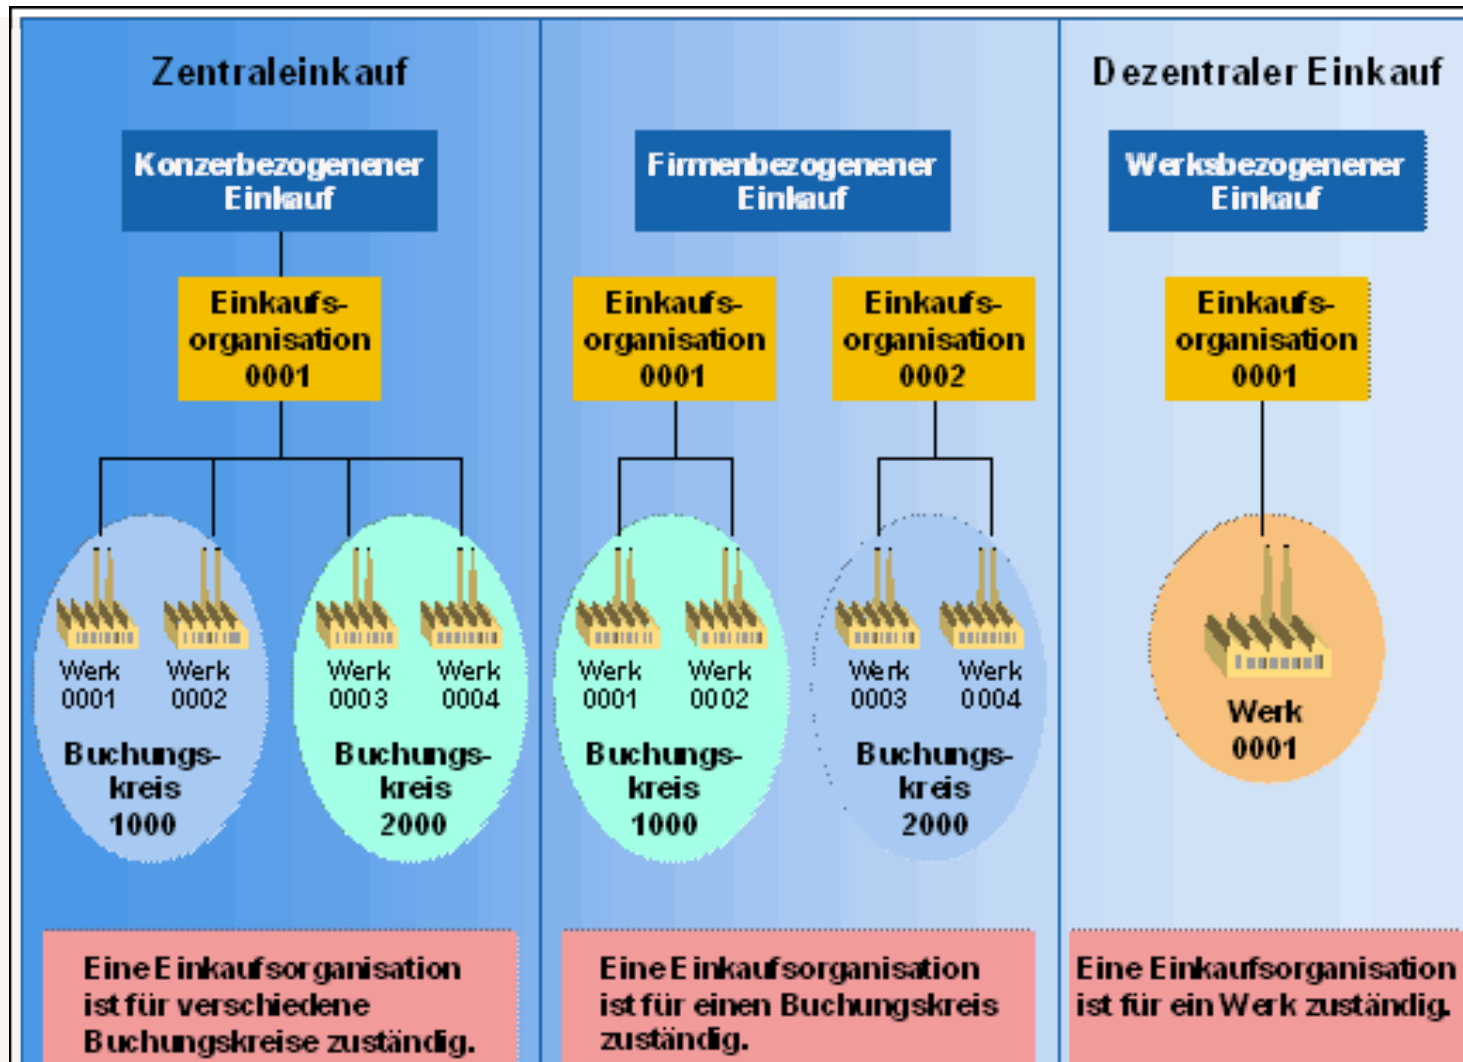 Zentraleinkauf
Konzerbezogenener
Einkauf
Einkaufs-
organisation
0001
Werk
0001
Werk
0002
Buchungs-
kreis
1000
Werk
0003
Werk
0004
Buchungs-
kreis
2000
Eine Einkaufsorganisation
ist für verschiedene
Buchungskreise zuständig.
Firmenbezogenener
Einkauf
Einkaufs-
organisation
0001
Einkaufs-
organisation
0002
Werk
0001
Werk
0002
Buchungs-
kreis
1000
Werk
0003
Werk
0004
Buchungs-
kreis
2000
Eine Einkaufsorganisation
ist für einen Buchungskreis
zuständig.
Dezentraler Einkauf
Werksbezogenener
Einkauf
Einkaufs-
organisation
0001
Werk
0001
Eine Einkaufsorganisation
ist für ein Werk zuständig.